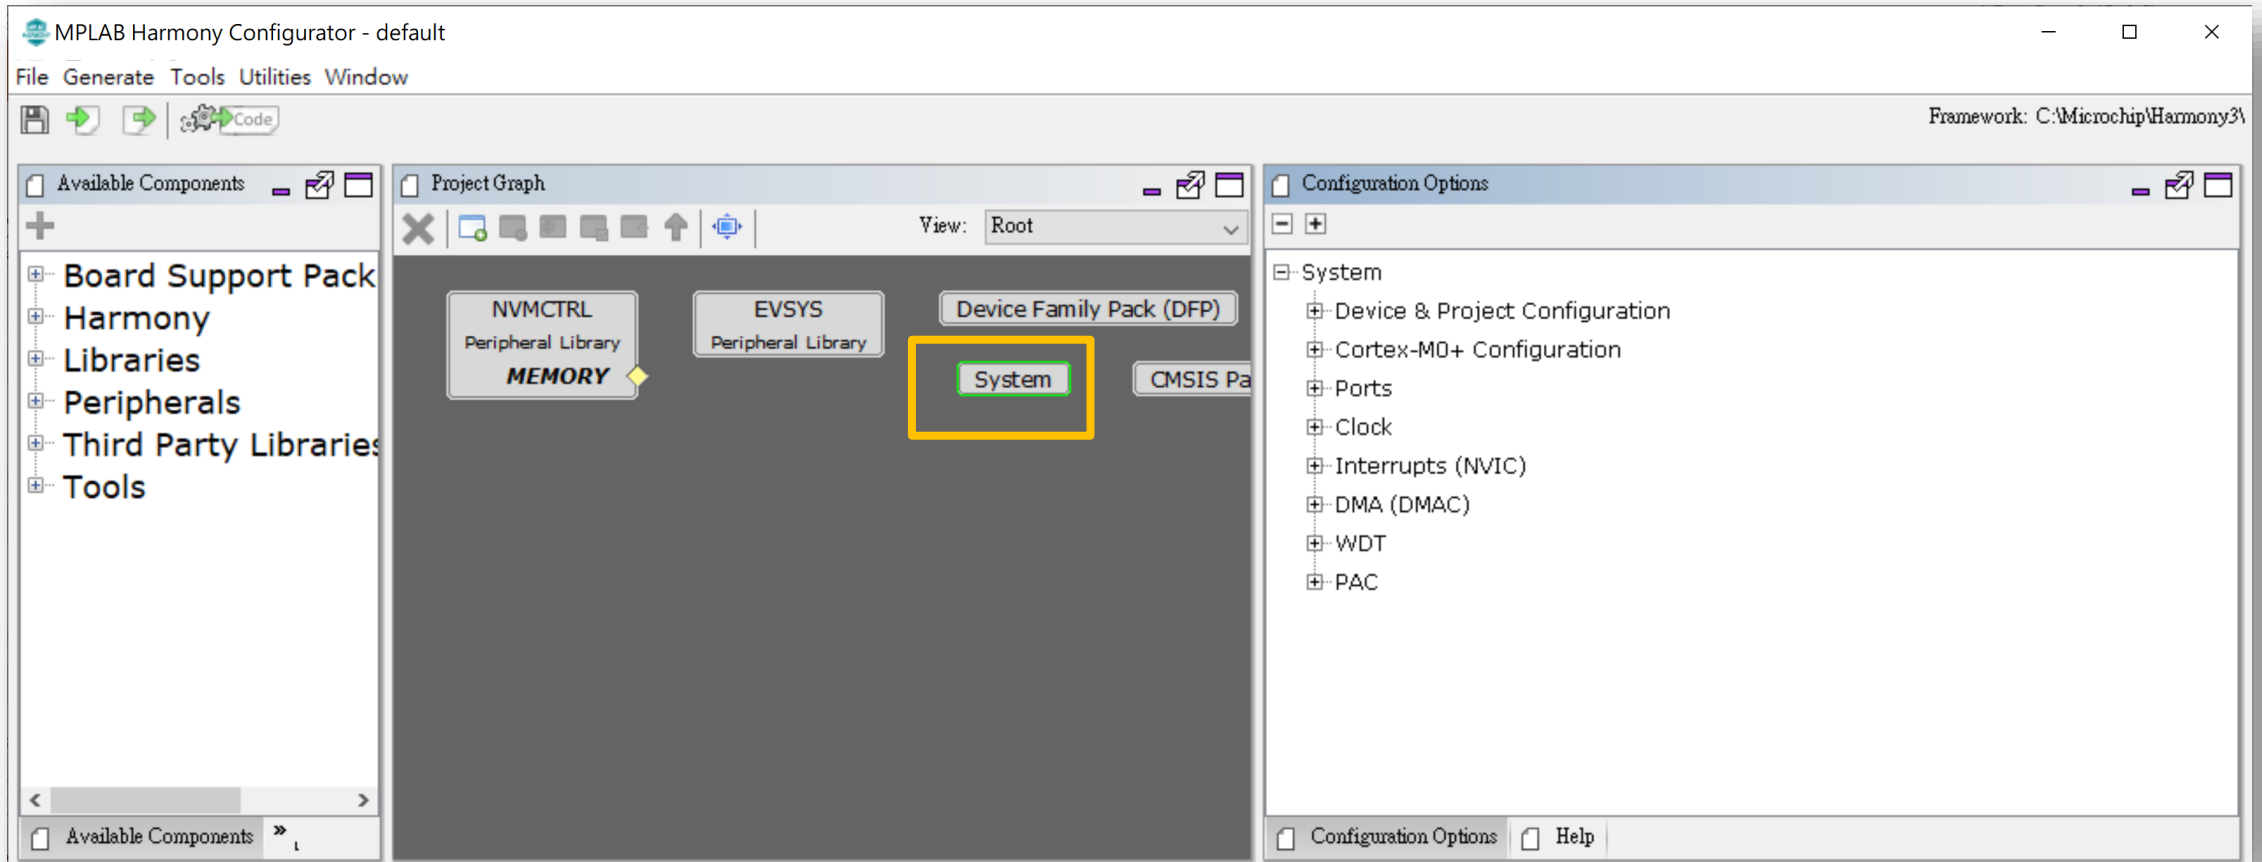 MPLAB Harmony Configurator - default
File Generate Tools Utilities Window
Code
Framework: C:\Microchip\Harmony3\
Available Components
Board Support Pack
Harmony
Libraries
Peripherals
Third Party Libraries
Tools
Available Components
Project Graph
View: Root
NVMCTRL
Peripheral Library
MEMORY
EVSYS
Peripheral Library
Device Family Pack (DFP)
System
CMSIS Pa
Configuration Options
System
Device & Project Configuration
Cortex-M0+ Configuration
Ports
Clock
Interrupts (NVIC)
DMA (DMAC)
WDT
PAC
Configuration Options
Help